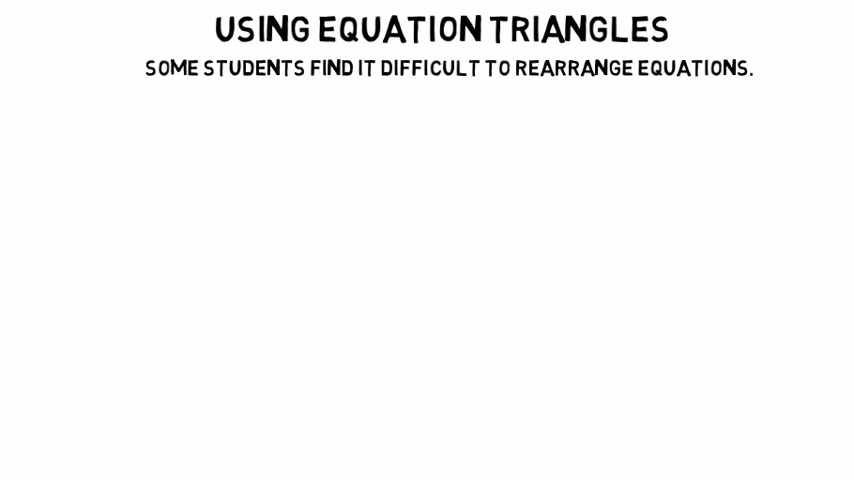 USING EQUATION TRIANGLES
SOME STUDENTS FIND IT DIFFICULT TO REARRANGE EQUATIONS.